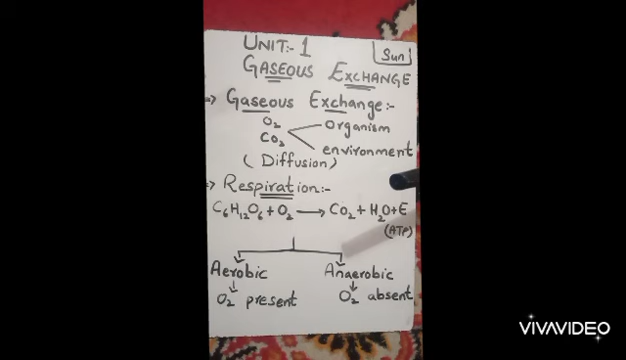 UNIT:- 1
Sun
GASEOUS EXCHANGE
=> Gaseous Exchange:-
O₂
CO₂
Organism
environment
( Diffusion )
=> Respiration:-
C₆H₁₂O₆ + O₂ → CO₂ + H₂O + E
(ATP)
Aerobic Anaerobic
↓ ↓
O₂ present O₂ absent
VIVAVIDEO